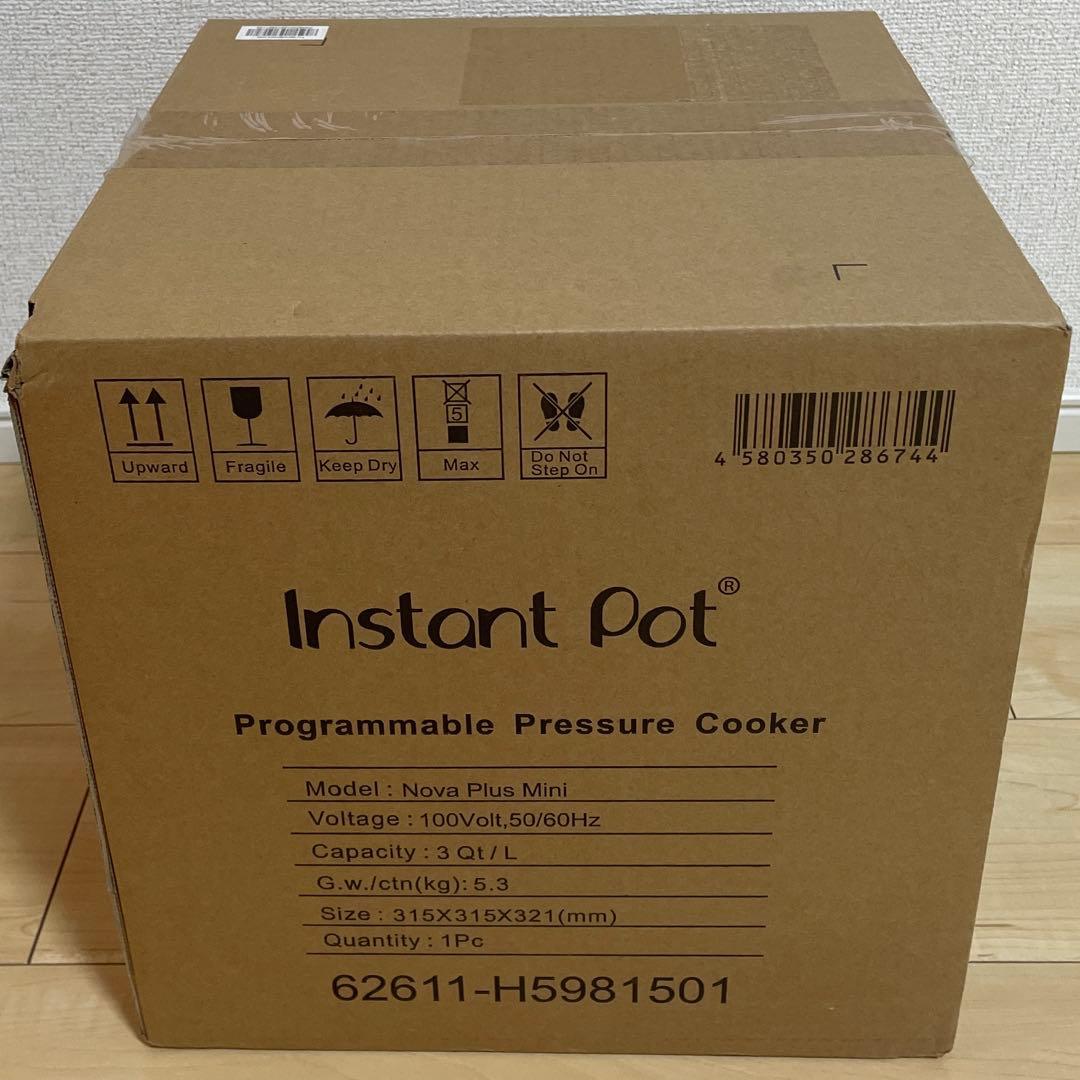 Upward
Fragile
Keep Dry
5
Max
Do Not
Step On
4 580350 286744
Instant Pot®
Programmable Pressure Cooker
Model : Nova Plus Mini
Voltage : 100Volt,50/60Hz
Capacity : 3 Qt / L
G.w./ctn(kg): 5.3
Size : 315X315X321(mm)
Quantity : 1Pc
62611-H5981501